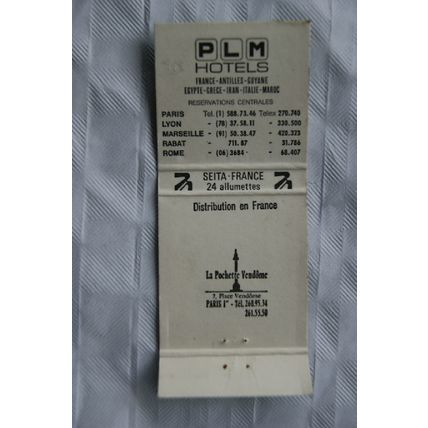 PLM
HOTELS
FRANCE-ANTILLES-GUYANE
EGYPTE-GRECE-IRAN-ITALIE-MAROC
RESERVATIONS CENTRALES
PARIS Tel. (1) 588.73.46 Telex 270.740
LYON - (78) 37.58.11 - 330.500
MARSEILLE - (91) 50.38.47 - 420.323
RABAT - 711.87 - 31.786
ROME - (06) 3684 - 68.407
SEITA-FRANCE
24 allumettes
Distribution en France
La Pochette Vendôme
7, Place Vendôme
PARIS 1er - Tél. 260.95.34
261.55.50